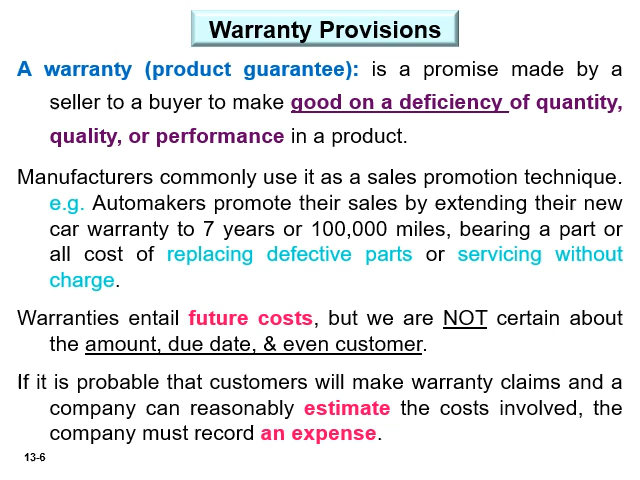 Warranty Provisions
A warranty (product guarantee): is a promise made by a
seller to a buyer to make good on a deficiency of quantity,
quality, or performance in a product.
Manufacturers commonly use it as a sales promotion technique.
e.g. Automakers promote their sales by extending their new
car warranty to 7 years or 100,000 miles, bearing a part or
all cost of replacing defective parts or servicing without
charge.
Warranties entail future costs, but we are NOT certain about
the amount, due date, & even customer.
If it is probable that customers will make warranty claims and a
company can reasonably estimate the costs involved, the
company must record an expense.
13-6